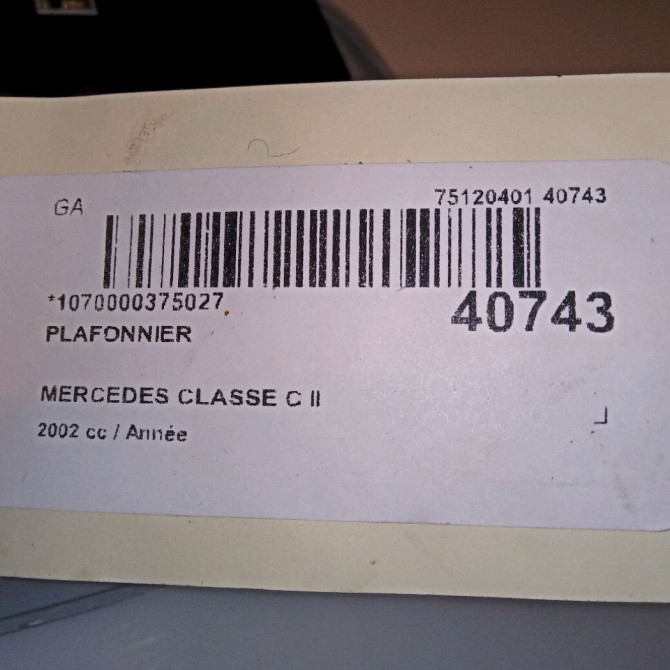 GA 75120401 40743
*1070000375027
40743
PLAFONNIER
MERCEDES CLASSE C II
2002 cc / Année